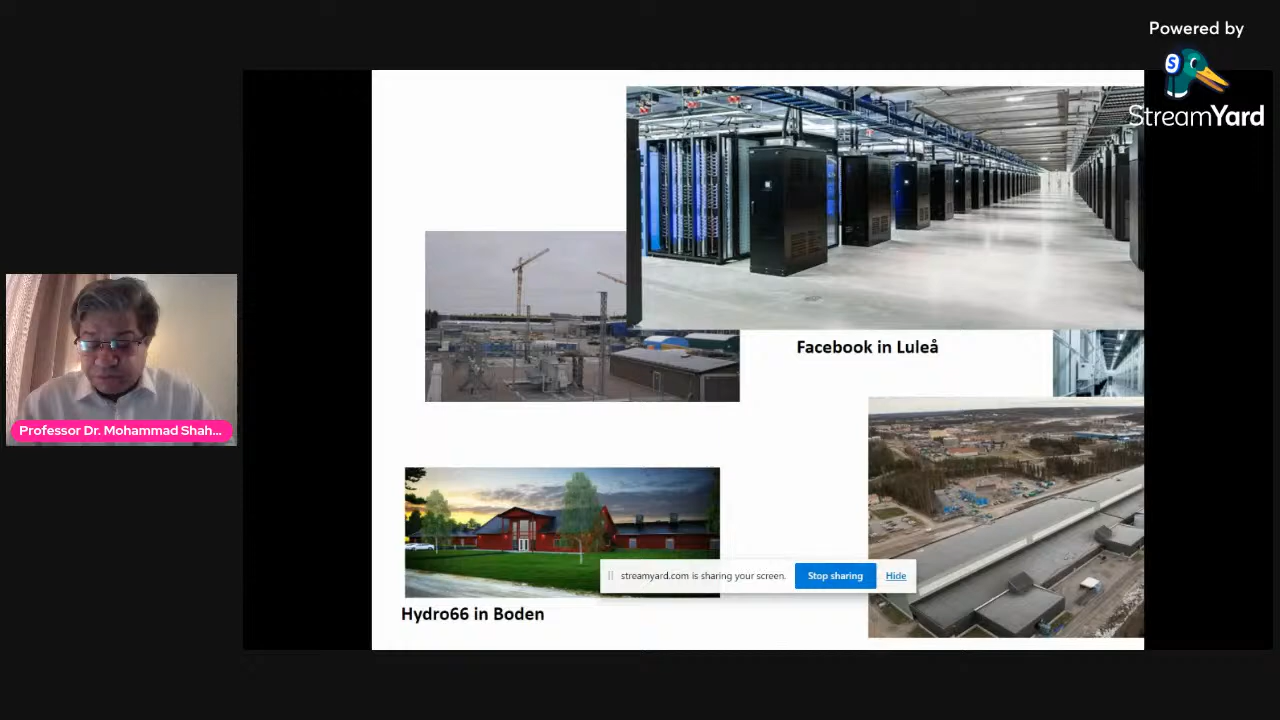 Powered by
StreamYard
Facebook in Luleå
Professor Dr. Mohammad Shah...
streamyard.com is sharing your screen.
Stop sharing
Hide
Hydro66 in Boden